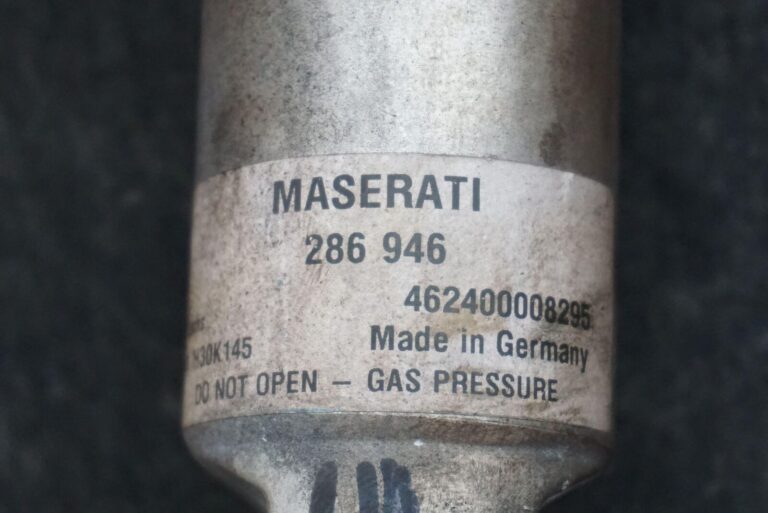 MASERATI
286 946
462400008295
Made in Germany
DO NOT OPEN – GAS PRESSURE